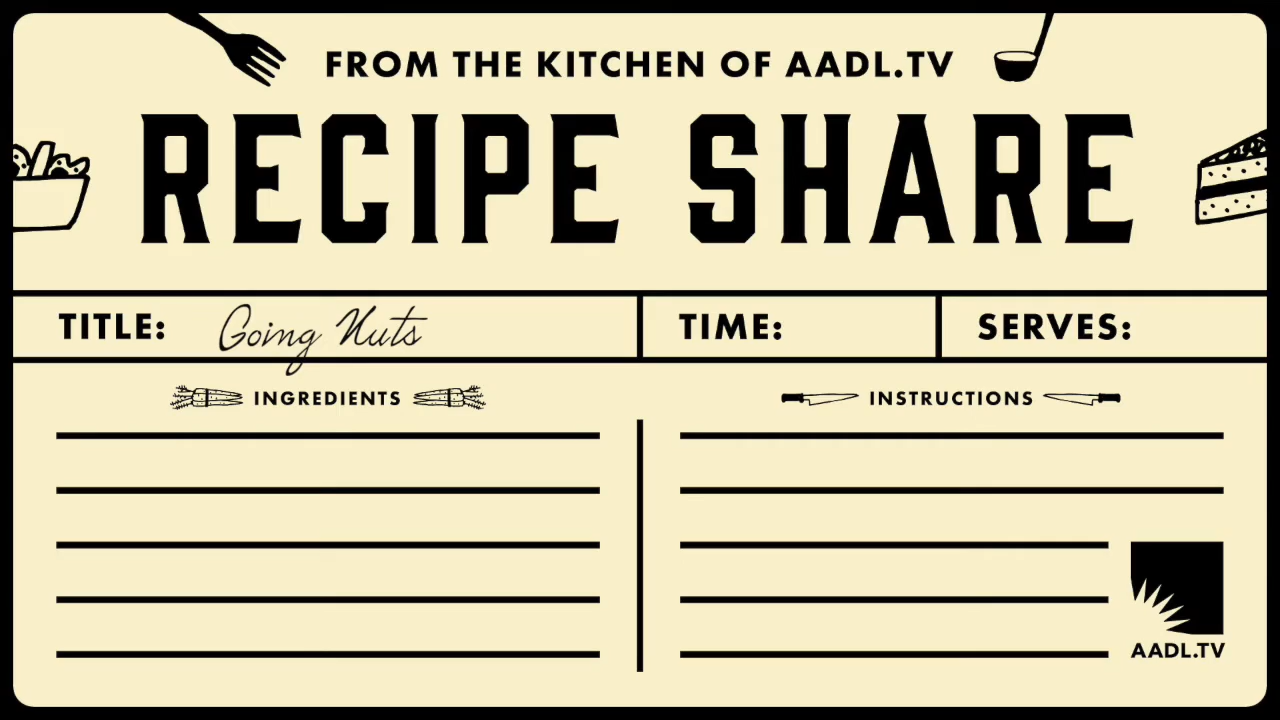 FROM THE KITCHEN OF AADL.TV
RECIPE SHARE
TITLE: Going Nuts
TIME:
SERVES:
INGREDIENTS
INSTRUCTIONS
AADL.TV